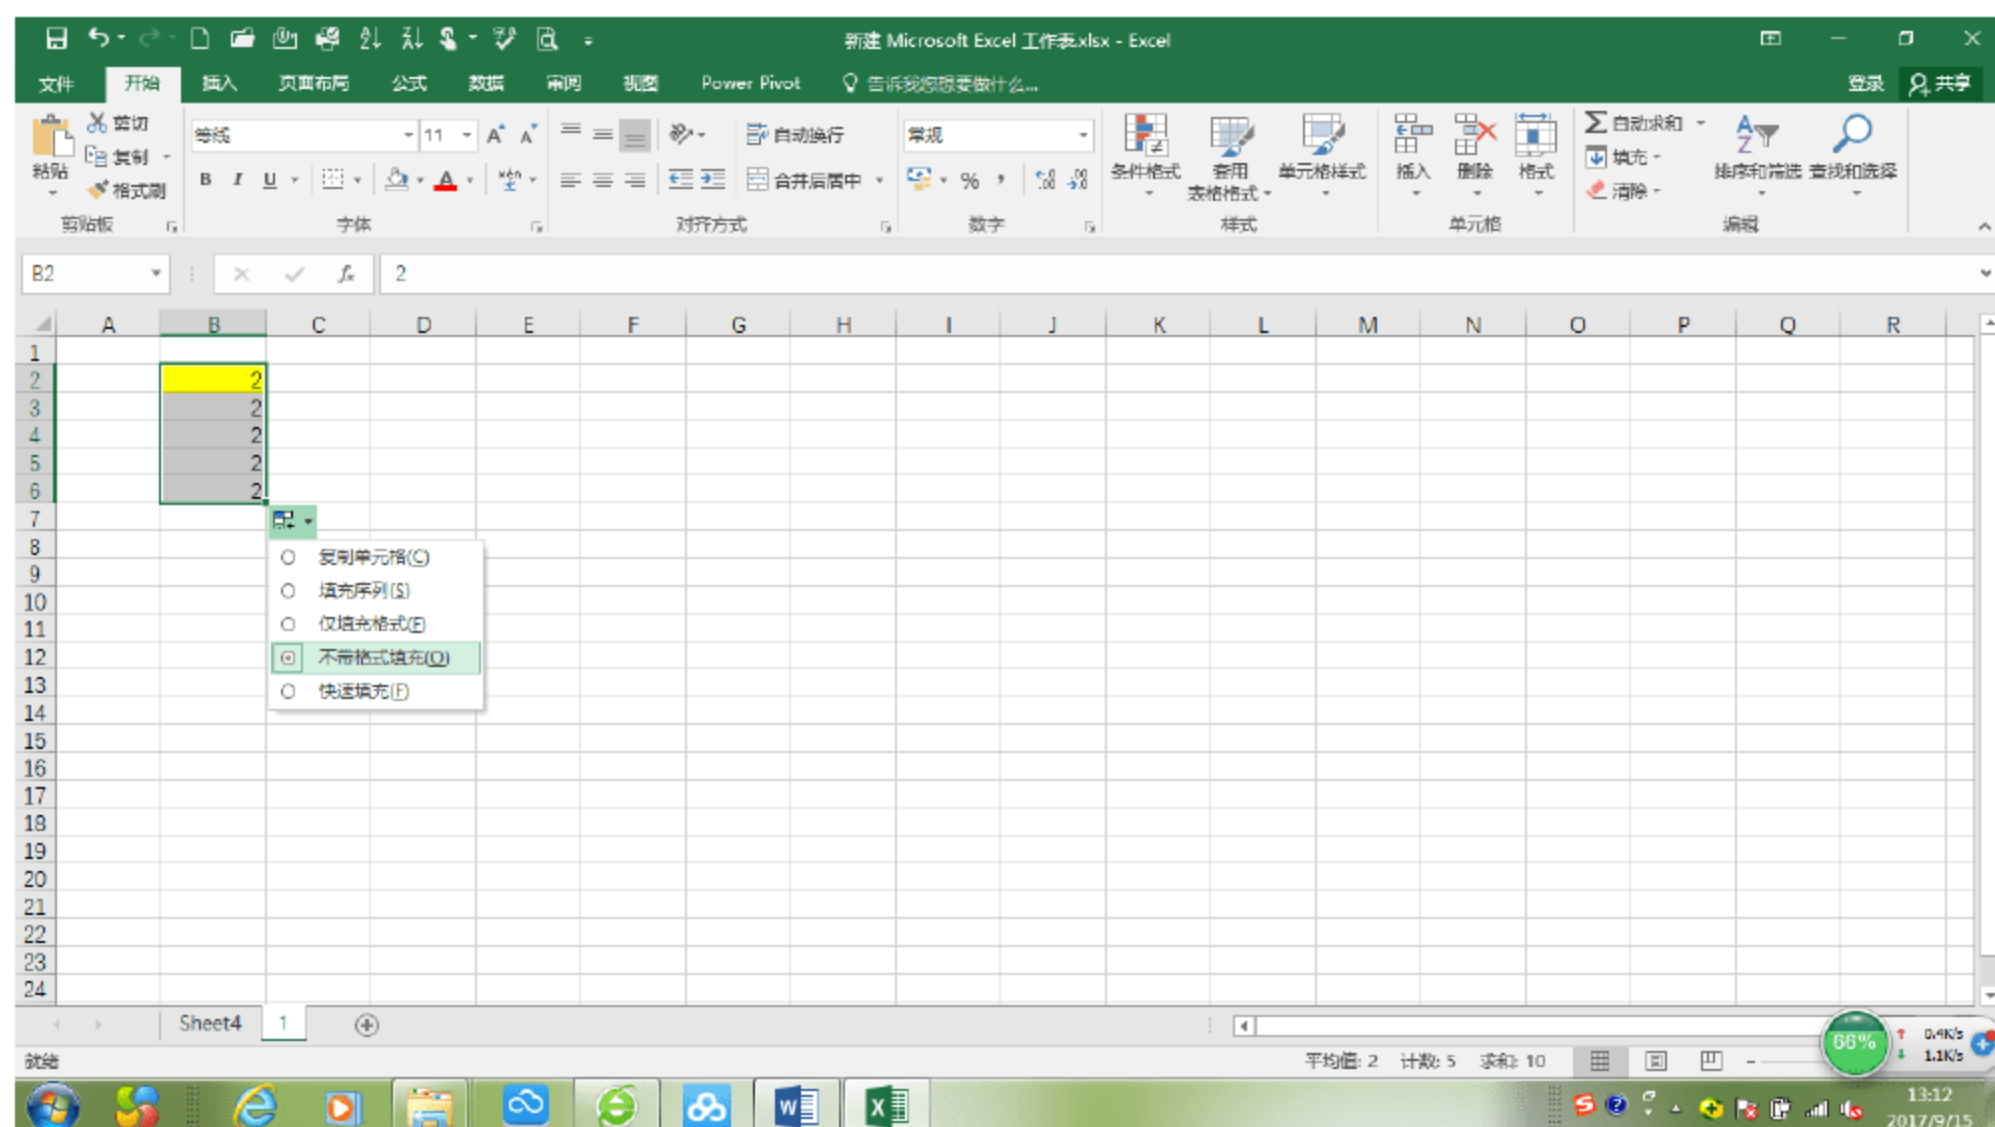 新建 Microsoft Excel 工作表.xlsx - Excel
文件 开始 插入 页面布局 公式 数据 审阅 视图 Power Pivot 告诉我您想要做什么... 登录 共享
剪切 等线 11 自动换行 常规 自动求和
粘贴 复制 条件格式 套用 单元格样式 插入 删除 格式 填充 排序和筛选 查找和选择
格式刷 B I U 合并后居中 % 表格格式 清除
剪贴板 字体 对齐方式 数字 样式 单元格 编辑
B2 fx 2
A B C D E F G H I J K L M N O P Q R
1
2 2
3 2
4 2
5 2
6 2
7
8 复制单元格(C)
9 填充序列(S)
10
11 仅填充格式(F)
12 不带格式填充(O)
13 快速填充(F)
14
15
16
17
18
19
20
21
22
23
24
Sheet4 1
66% 0.4K/s
1.1K/s
就绪 平均值: 2 计数: 5 求和: 10
13:12
2017/9/15